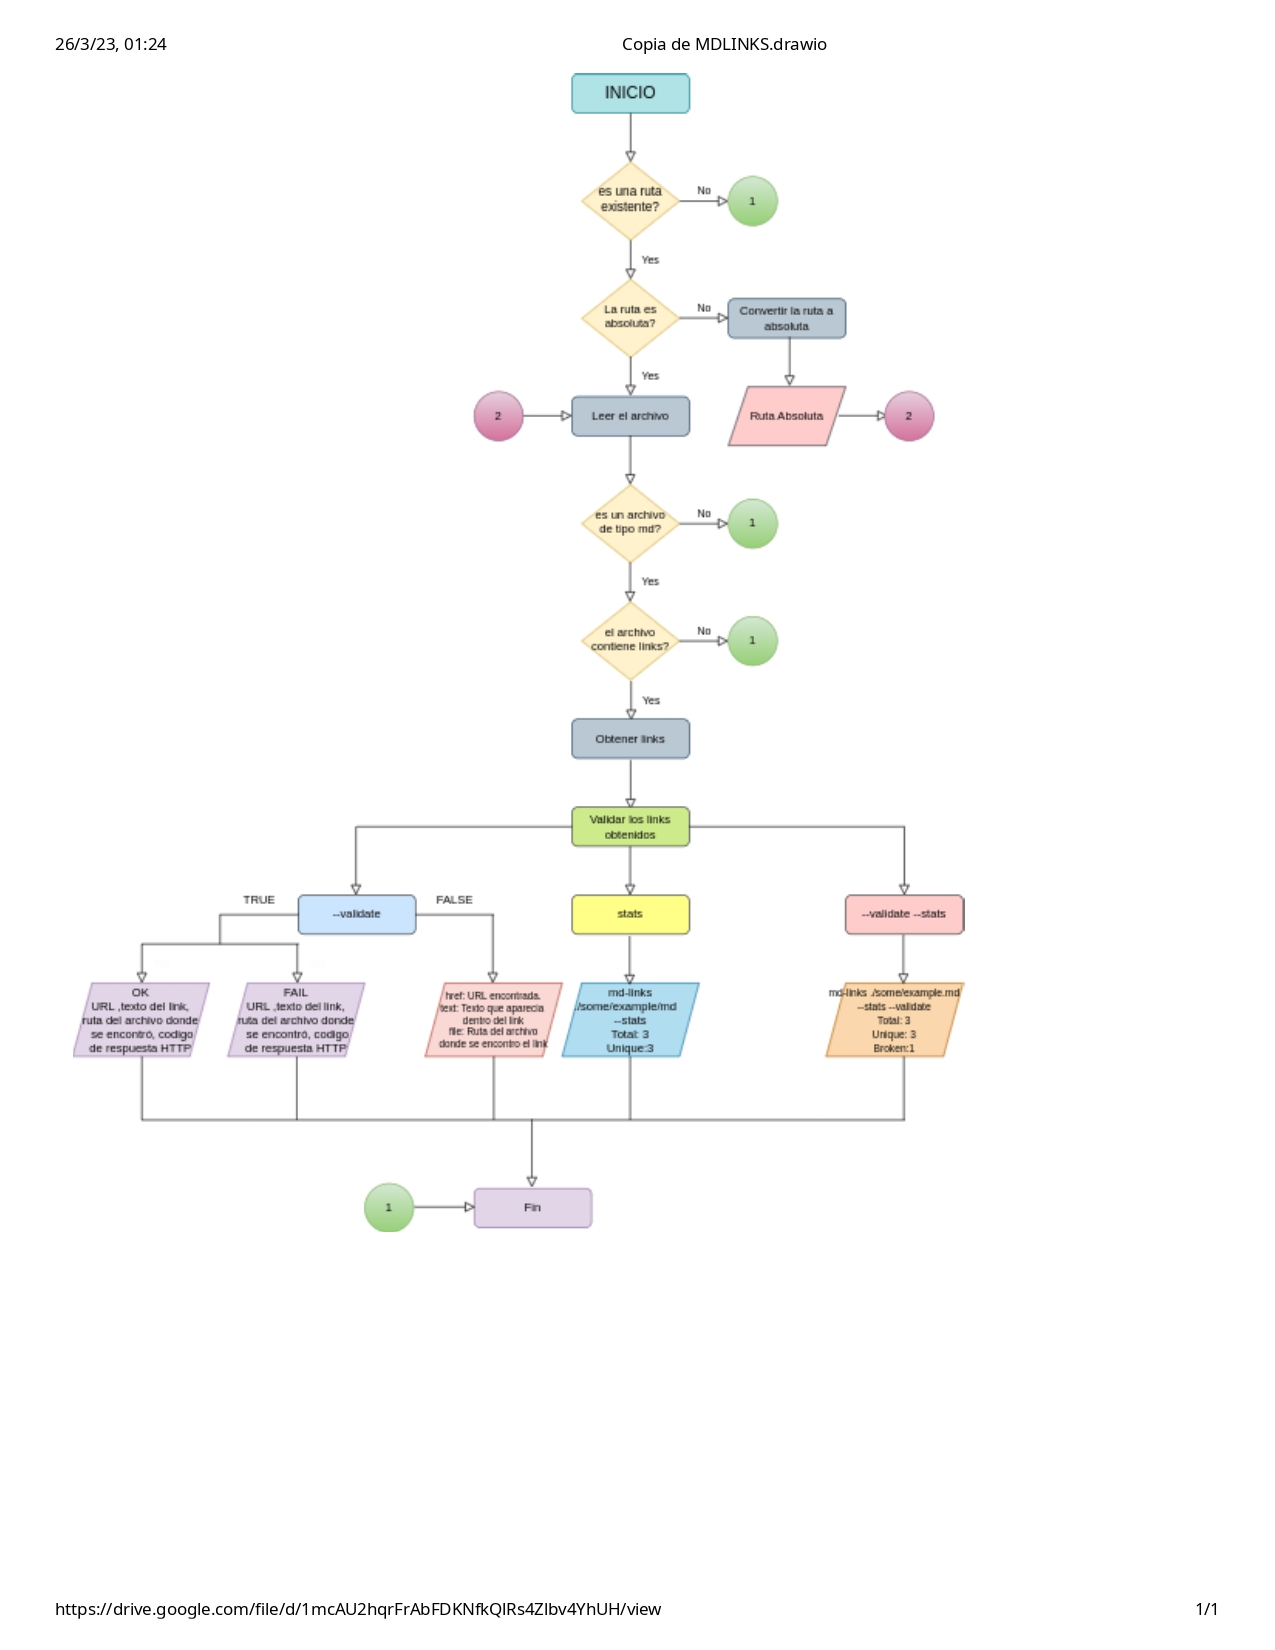 26/3/23, 01:24
Copia de MDLINKS.drawio
INICIO
es una ruta
existente?
No
1
Yes
La ruta es
absoluta?
No
Convertir la ruta a
absoluta
Yes
2
Leer el archivo
Ruta Absoluta
2
es un archivo
de tipo md?
No
1
Yes
el archivo
contiene links?
No
1
Yes
Obtener links
Validar los links
obtenidos
TRUE
--validate
FALSE
stats
--validate --stats
OK
URL ,texto del link,
ruta del archivo donde
se encontró, codigo
de respuesta HTTP
FAIL
URL ,texto del link,
ruta del archivo donde
se encontró, codigo
de respuesta HTTP
href: URL encontrada.
text: Texto que aparecia
dentro del link
file: Ruta del archivo
donde se encontro el link
md-links
/some/example/md
--stats
Total: 3
Unique:3
md-links ./some/example.md
--stats --validate
Total: 3
Unique: 3
Broken:1
1
Fin
https://drive.google.com/file/d/1mcAU2hqrFrAbFDKNfkQlRs4Zlbv4YhUH/view
1/1